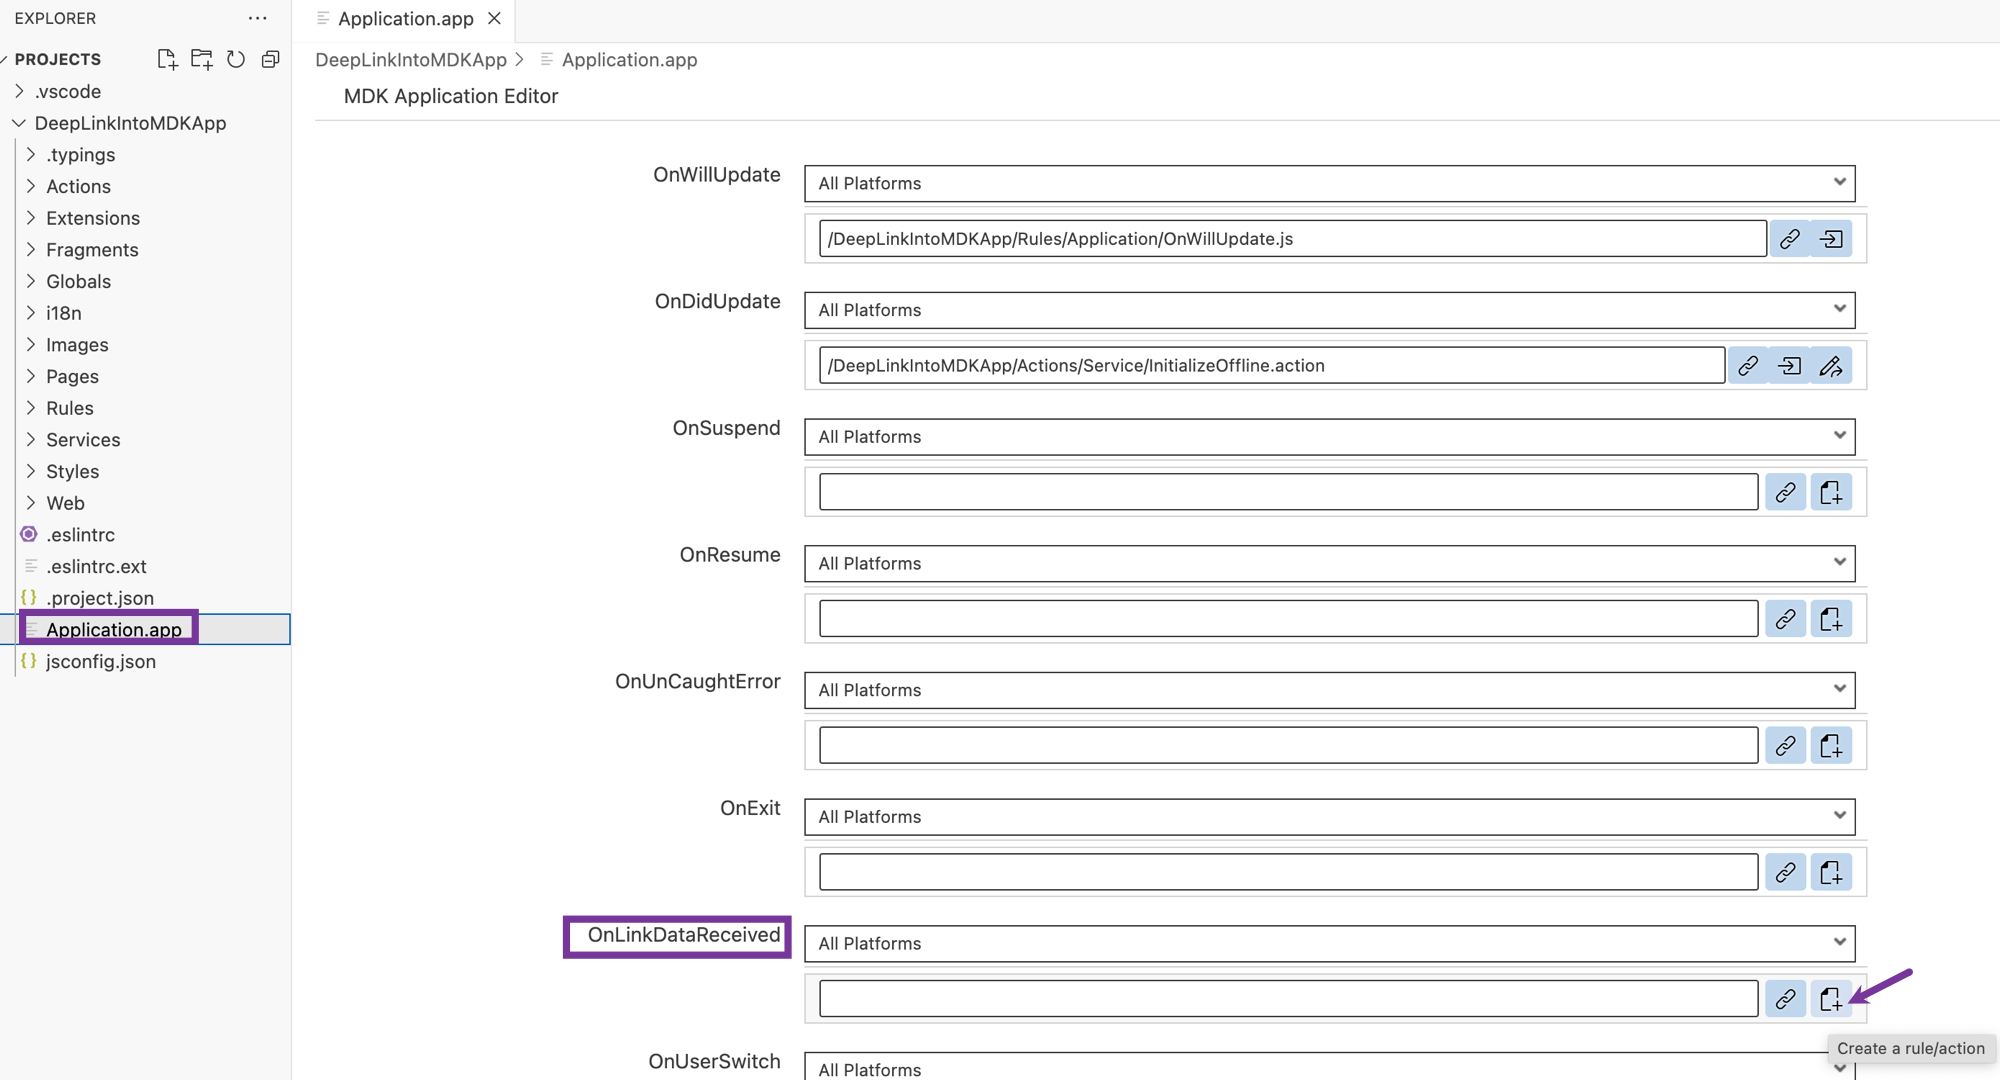 EXPLORER
PROJECTS
.vscode
DeepLinkIntoMDKApp
.typings
Actions
Extensions
Fragments
Globals
i18n
Images
Pages
Rules
Services
Styles
Web
.eslintrc
.eslintrc.ext
.project.json
Application.app
jsconfig.json
Application.app
DeepLinkIntoMDKApp > Application.app
MDK Application Editor
OnWillUpdate
All Platforms
/DeepLinkIntoMDKApp/Rules/Application/OnWillUpdate.js
OnDidUpdate
All Platforms
/DeepLinkIntoMDKApp/Actions/Service/InitializeOffline.action
OnSuspend
All Platforms
OnResume
All Platforms
OnUnCaughtError
All Platforms
OnExit
All Platforms
OnLinkDataReceived
All Platforms
Create a rule/action
OnUserSwitch
All Platforms